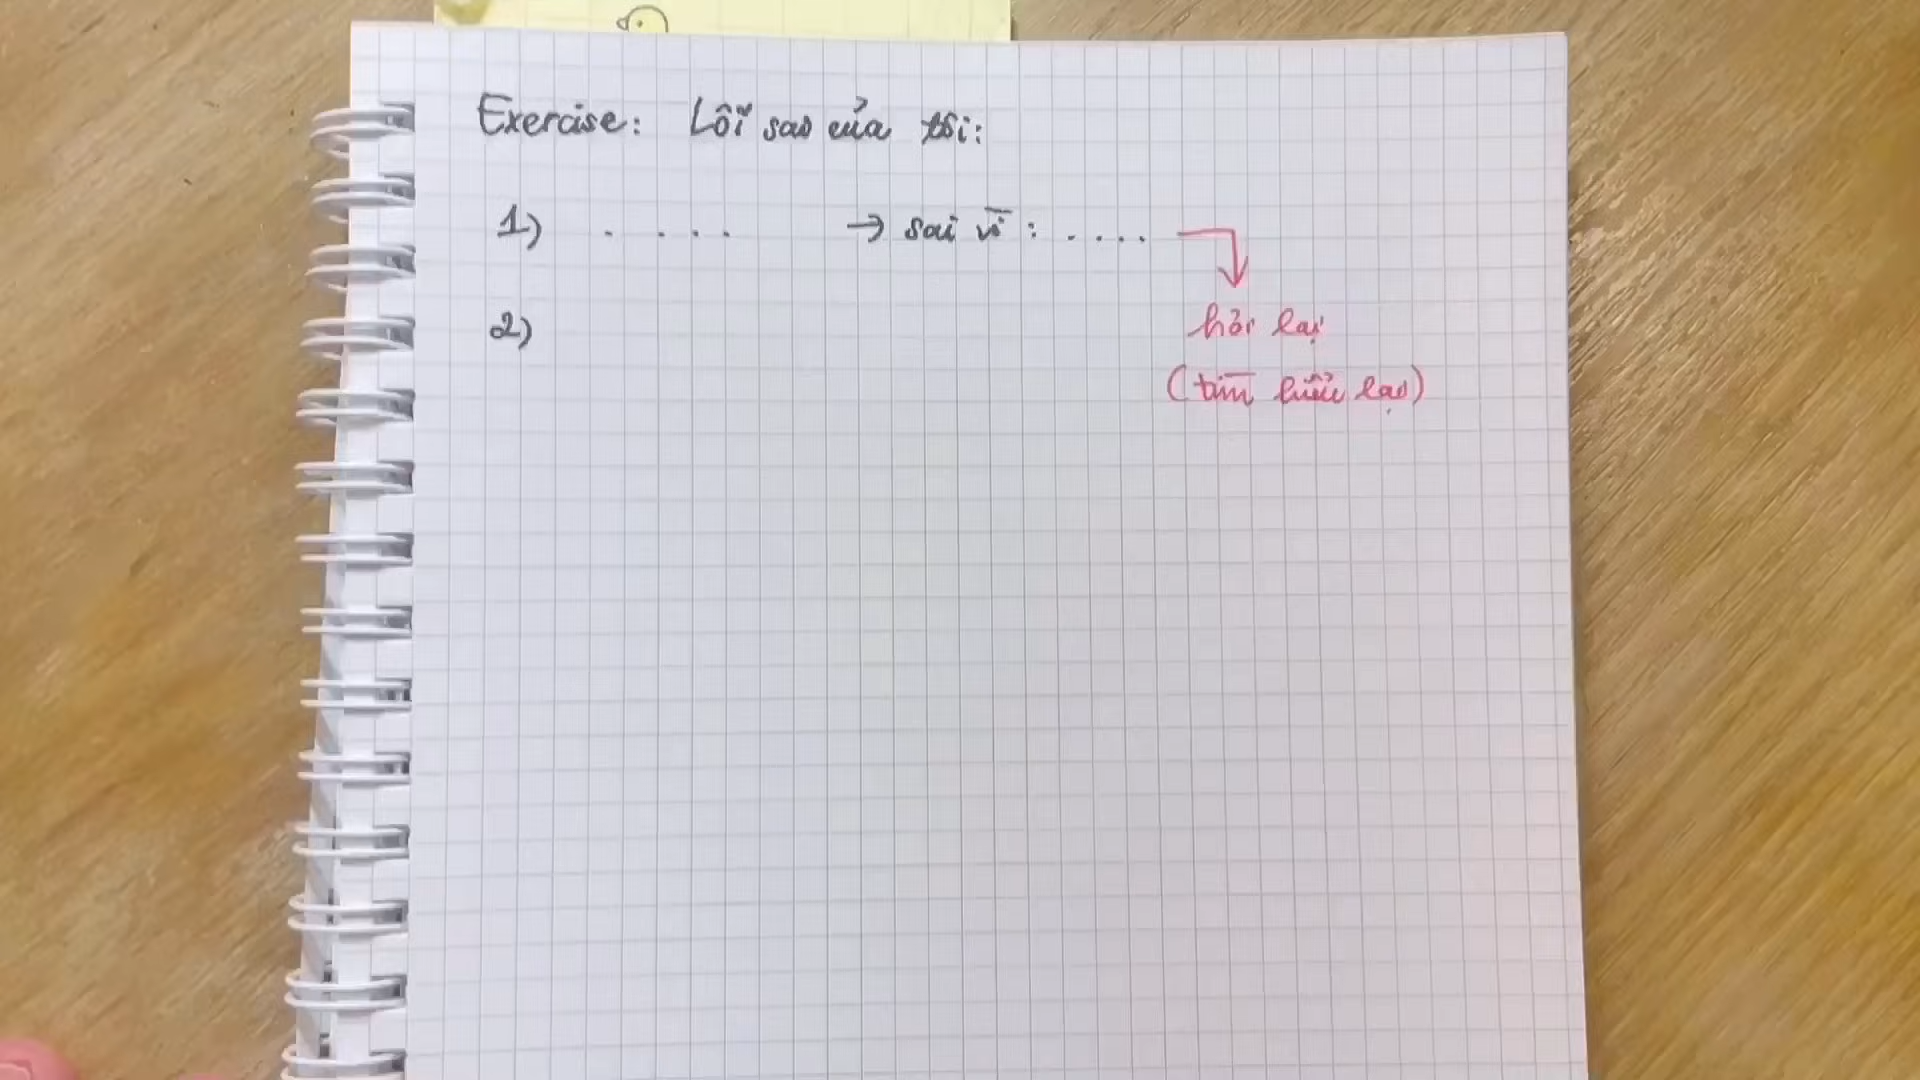 Exercise: Lỗi sai của tôi:
1) . . . . → sai vì : . . . .
hỏi lại
(tìm hiểu lại)
2)